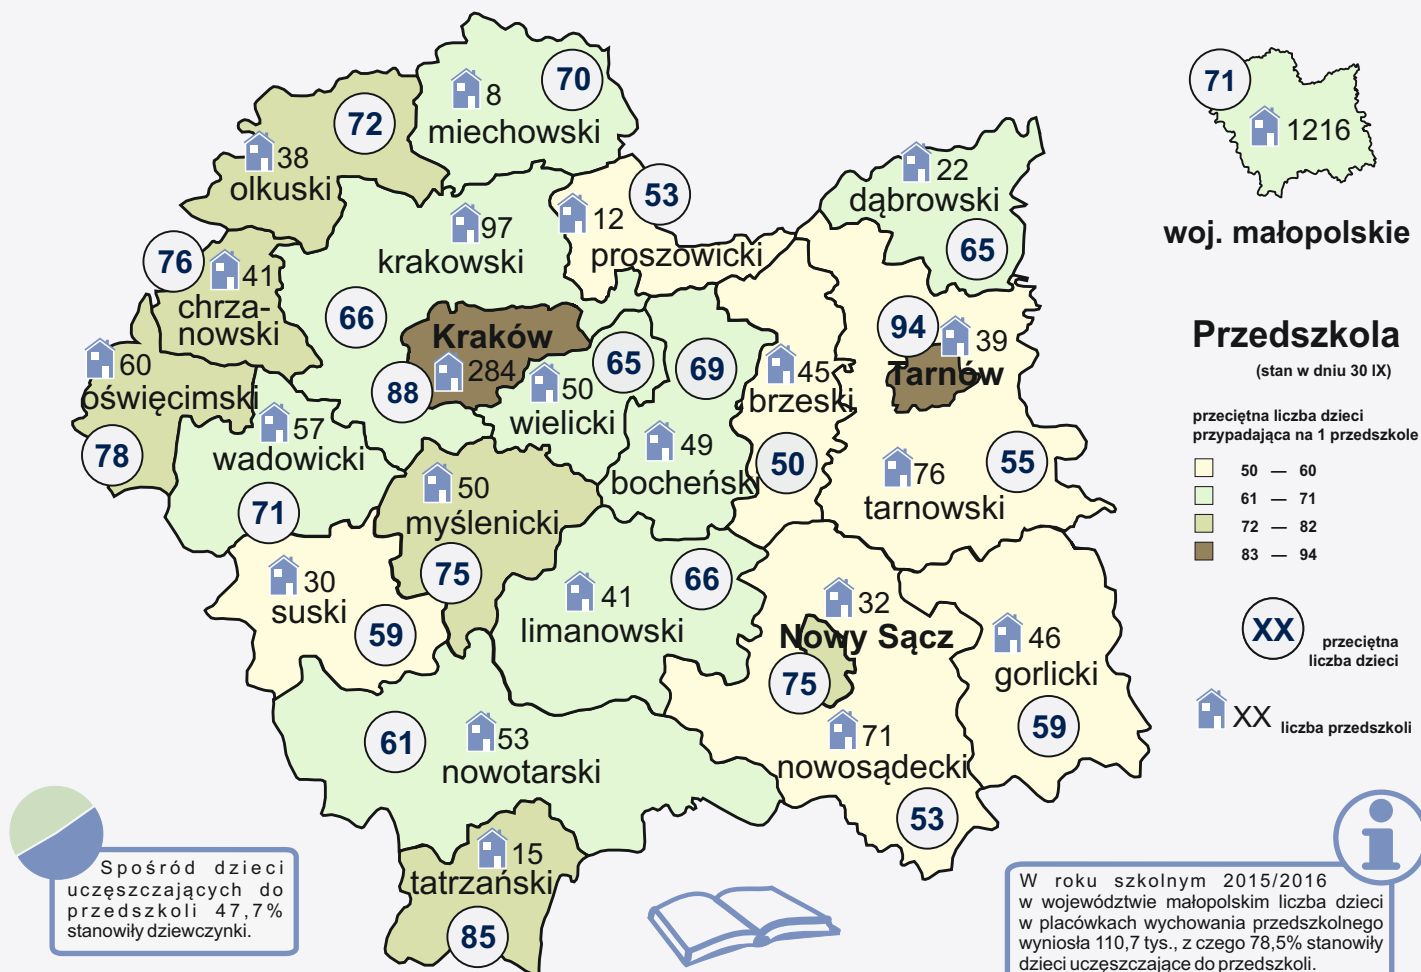 70
8
miechowski
72
38
olkuski
71
1216
woj. małopolskie
22
dąbrowski
65
53
12
proszowicki
97
krakowski
66
76
41
chrza-
nowski
Kraków
284
88
60
oświęcimski
78
57
wadowicki
71
65
50
wielicki
69
49
bocheński
45
brzeski
50
94
39
Tarnów
55
76
tarnowski
50
myślenicki
75
30
suski
59
66
41
limanowski
32
Nowy Sącz
75
71
nowosądecki
53
46
gorlicki
59
61
53
nowotarski
15
tatrzański
85
Przedszkola
(stan w dniu 30 IX)
przeciętna liczba dzieci
przypadająca na 1 przedszkole
50 — 60
61 — 71
72 — 82
83 — 94
XX
przeciętna
liczba dzieci
XX liczba przedszkoli
Spośród dzieci
uczęszczających do
przedszkoli 47,7%
stanowiły dziewczynki.
W roku szkolnym 2015/2016
w województwie małopolskim liczba dzieci
w placówkach wychowania przedszkolnego
wyniosła 110,7 tys., z czego 78,5% stanowiły
dzieci uczęszczające do przedszkoli.